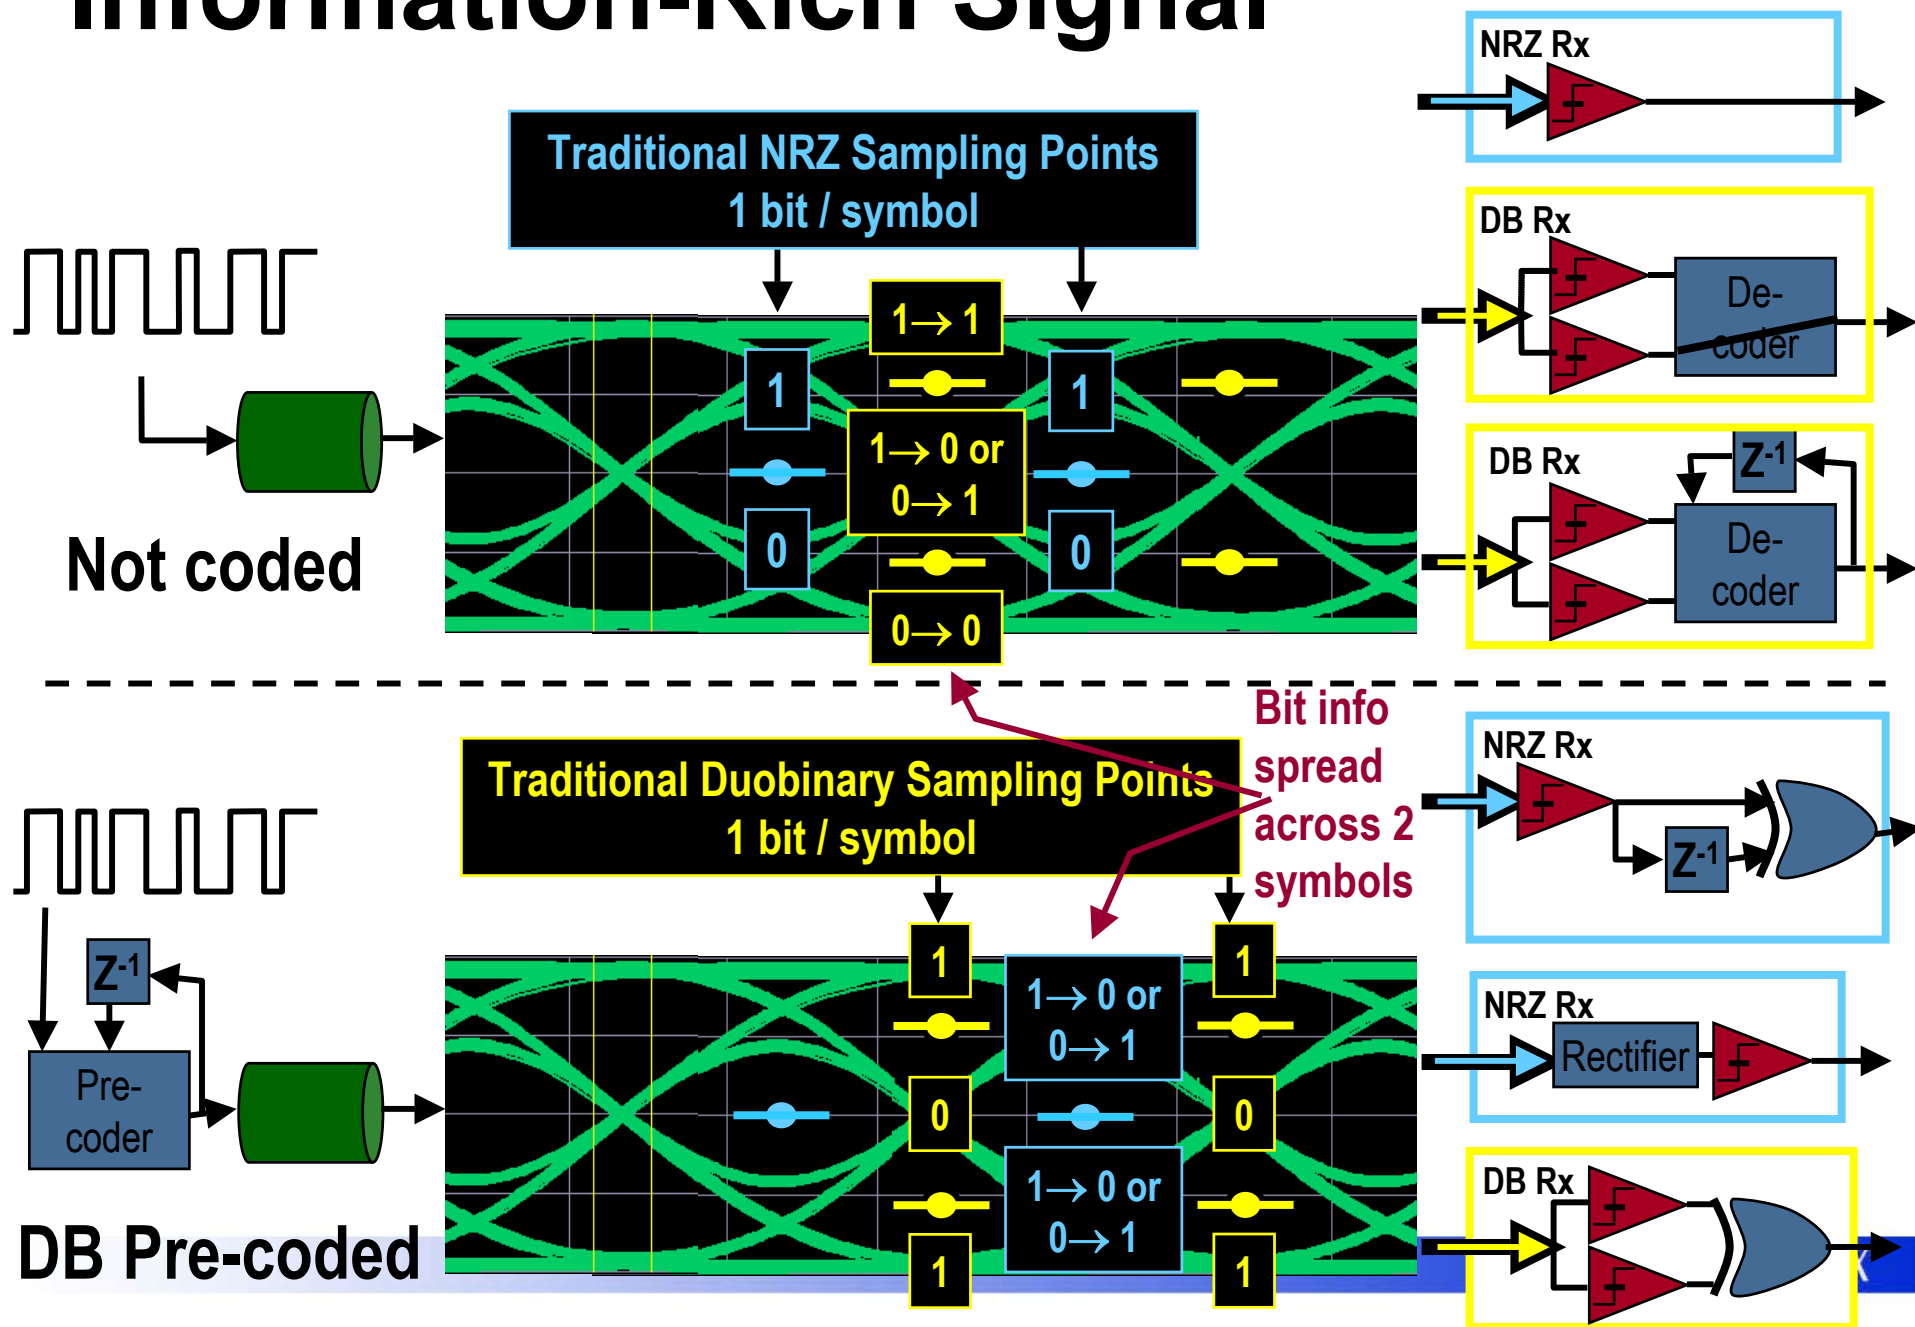 Information-Rich Signal
NRZ Rx
Traditional NRZ Sampling Points
1 bit / symbol
DB Rx
De-
coder
1→ 1
1
1
1→ 0 or
0→ 1
0
0
0→ 0
DB Rx
Z-1
De-
coder
Not coded
Bit info
spread
across 2
symbols
Traditional Duobinary Sampling Points
1 bit / symbol
NRZ Rx
Z-1
Z-1
Pre-
coder
1
1
1→ 0 or
0→ 1
0
0
1→ 0 or
0→ 1
1
1
NRZ Rx
Rectifier
DB Rx
DB Pre-coded